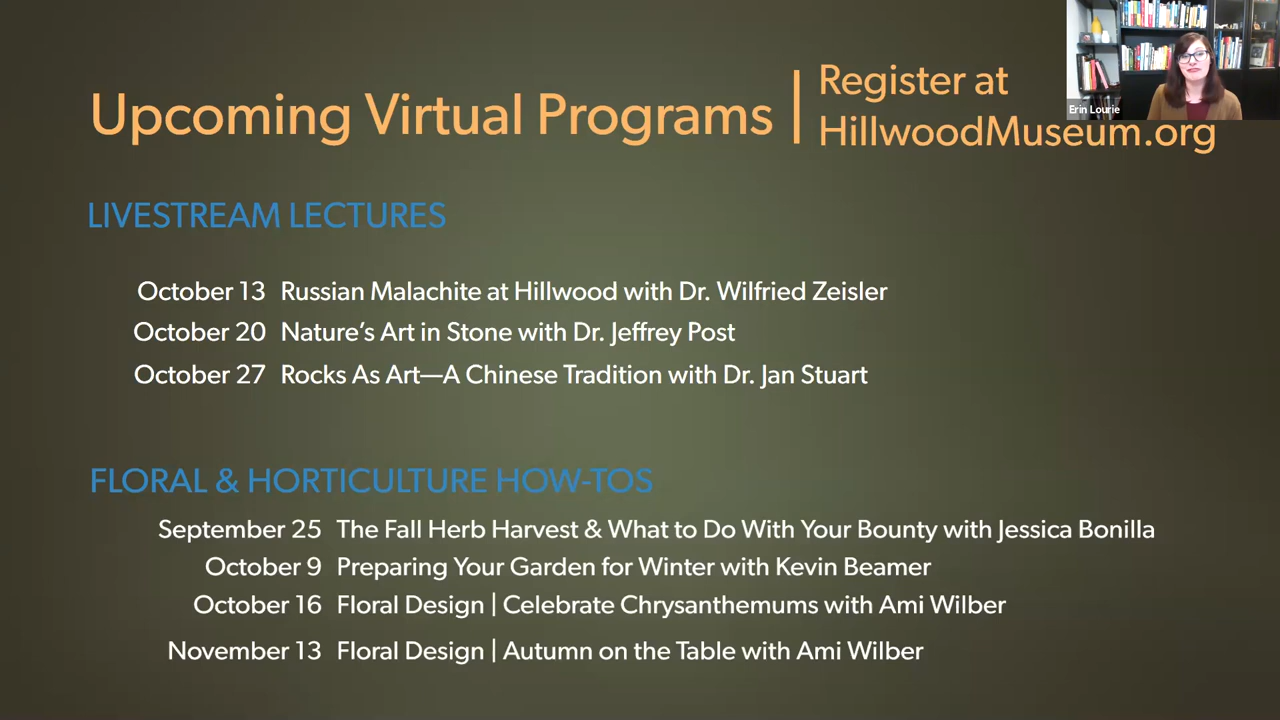 Upcoming Virtual Programs | Register at
HillwoodMuseum.org
Erin Lourie
LIVESTREAM LECTURES
October 13 Russian Malachite at Hillwood with Dr. Wilfried Zeisler
October 20 Nature's Art in Stone with Dr. Jeffrey Post
October 27 Rocks As Art—A Chinese Tradition with Dr. Jan Stuart
FLORAL & HORTICULTURE HOW-TOS
September 25 The Fall Herb Harvest & What to Do With Your Bounty with Jessica Bonilla
October 9 Preparing Your Garden for Winter with Kevin Beamer
October 16 Floral Design | Celebrate Chrysanthemums with Ami Wilber
November 13 Floral Design | Autumn on the Table with Ami Wilber